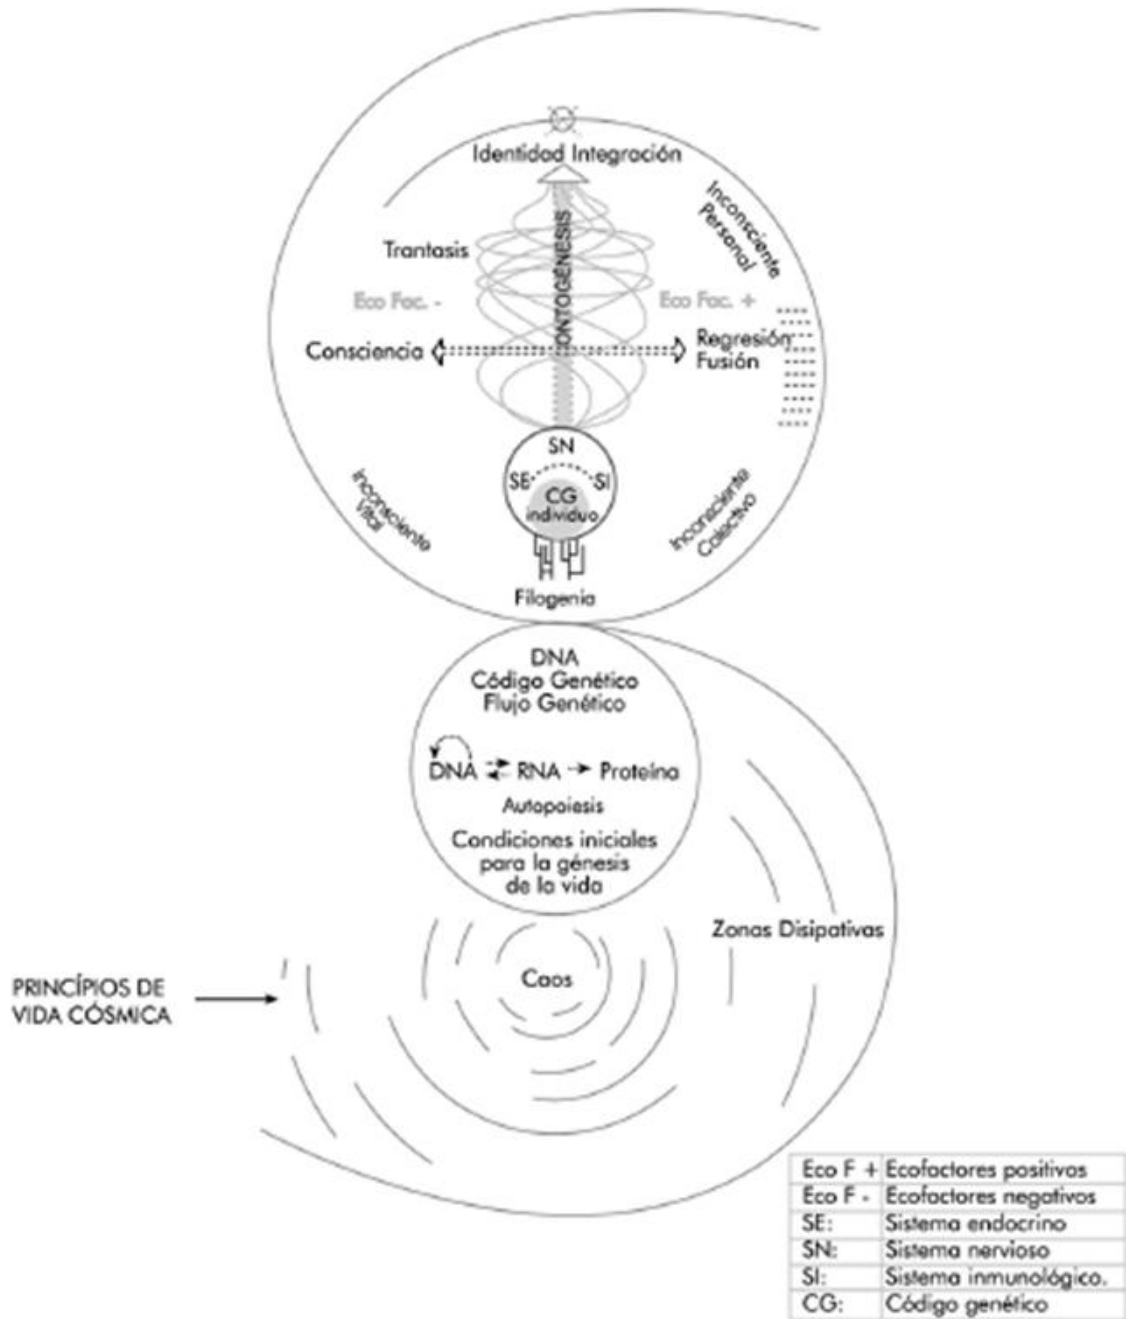 Identidad Integración
Inconsciente
Personal
ONTOGÉNESIS
Trantasis
Eco Fac. -
Eco Fac. +
Consciencia
Regresión
Fusión
SN
SE
SI
CG
individuo
Inconsciente
Vital
Inconsciente
Colectivo
Filogenia
DNA
Código Genético
Flujo Genético
DNA RNA Proteína
Autopoiesis
Condiciones iniciales
para la génesis
de la vida
Zonas Disipativas
Caos
PRINCÍPIOS DE
VIDA CÓSMICA
Eco F + Ecofactores positivos
Eco F - Ecofactores negativos
SE: Sistema endocrino
SN: Sistema nervioso
SI: Sistema inmunológico.
CG: Código genético